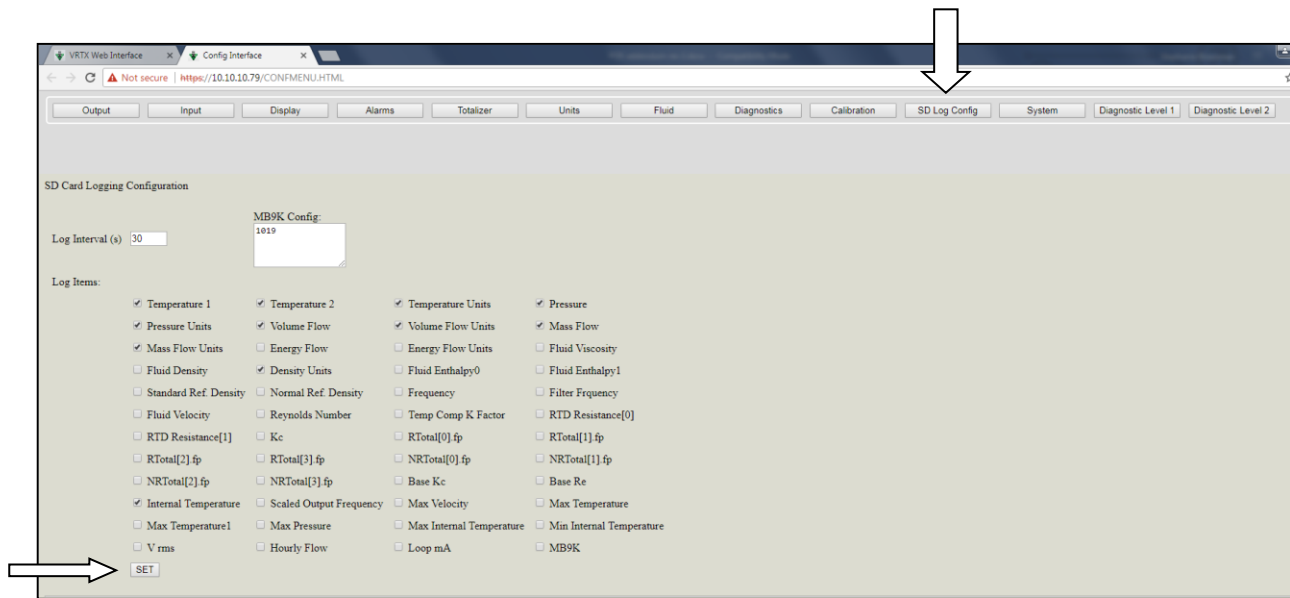 VRTX Web Interface Config Interface
Not secure https://10.10.10.79/CONFMENU.HTML
Output Input Display Alarms Totalizer Units Fluid Diagnostics Calibration SD Log Config System Diagnostic Level 1 Diagnostic Level 2
SD Card Logging Configuration
MB9K Config:
1019
Log Interval (s) 30
Log Items:
Temperature 1 Temperature 2 Temperature Units Pressure
Pressure Units Volume Flow Volume Flow Units Mass Flow
Mass Flow Units Energy Flow Energy Flow Units Fluid Viscosity
Fluid Density Density Units Fluid Enthalpy0 Fluid Enthalpy1
Standard Ref. Density Normal Ref. Density Frequency Filter Frquency
Fluid Velocity Reynolds Number Temp Comp K Factor RTD Resistance[0]
RTD Resistance[1] Kc RTotal[0].fp RTotal[1].fp
RTotal[2].fp RTotal[3].fp NRTotal[0].fp NRTotal[1].fp
NRTotal[2].fp NRTotal[3].fp Base Kc Base Re
Internal Temperature Scaled Output Frequency Max Velocity Max Temperature
Max Temperature1 Max Pressure Max Internal Temperature Min Internal Temperature
V rms Hourly Flow Loop mA MB9K
SET